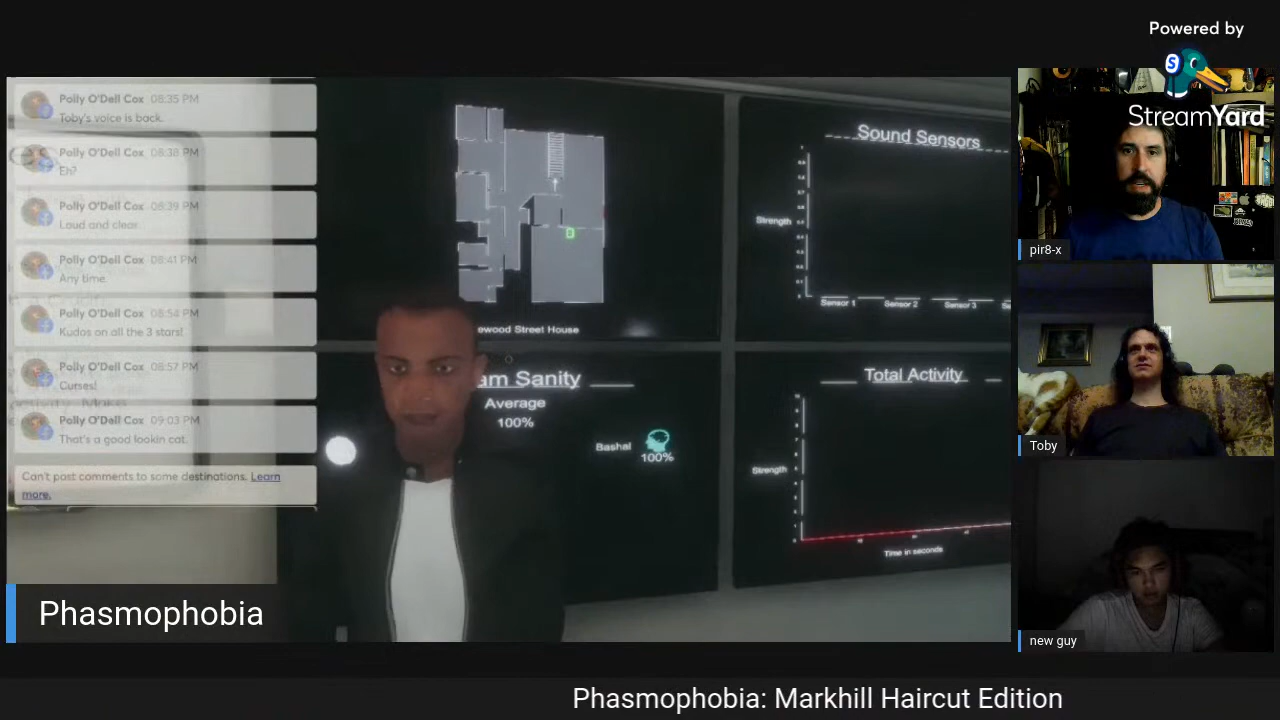 Powered by
StreamYard
Polly O'Dell Cox 08:35 PM
Toby's voice is back.
Polly O'Dell Cox 08:38 PM
Eh?
Polly O'Dell Cox 08:39 PM
Loud and clear.
Polly O'Dell Cox 08:41 PM
Any time.
Polly O'Dell Cox 08:54 PM
Kudos on all the 3 stars!
Polly O'Dell Cox 08:57 PM
Curses!
Polly O'Dell Cox 09:03 PM
That's a good lookin cat.
Can't post comments to some destinations. Learn
more.
ewood Street House
Sound Sensors
Strength
Sensor 1
Sensor 2
Sensor 3
am Sanity
Average
100%
Bashal
100%
Total Activity
Strength
Time in seconds
pir8-x
Toby
new guy
Phasmophobia
Phasmophobia: Markhill Haircut Edition